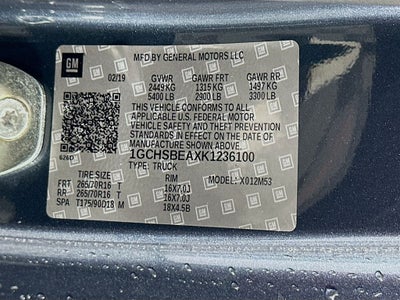 GM
MFD BY GENERAL MOTORS LLC
02/19 GVWR GAWR FRT GAWR RR
2449 KG 1315 KG 1497 KG
5400 LB 2900 LB 3300 LB
THIS VEHICLE CONFORMS TO ALL APPLICABLE
U.S. FEDERAL MOTOR
VEHICLE SAFETY STANDARDS IN EFFECT ON THE DATE
OF MANUFACTURE SHOWN ABOVE.
1GCHSBEAXK1236100
626D TYPE: TRUCK
TIRE SIZE RIM MODEL: X012M53
FRT 265/70R16 T 16X7.0J
RR 265/70R16 T 16X7.0J
SPA T175/90D18 M 18X4.5B